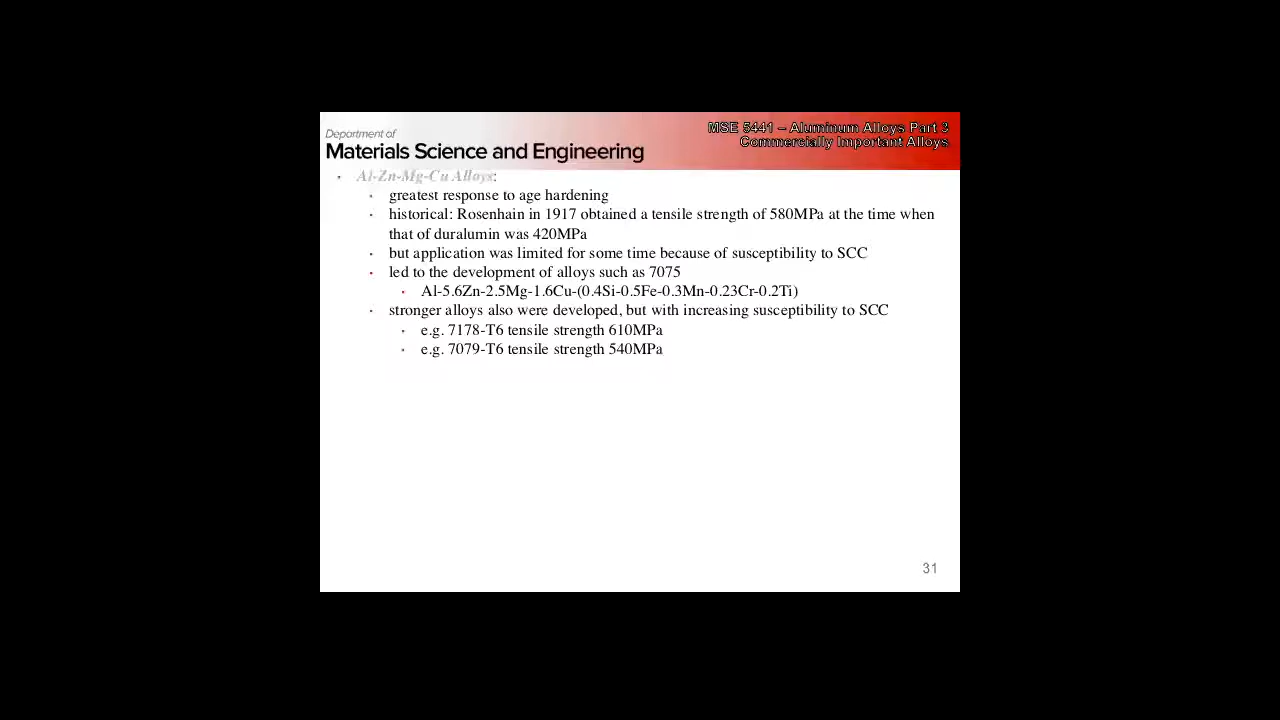 Department of
Materials Science and Engineering
MSE 5441 – Aluminum Alloys Part 3
Commercially Important Alloys
• Al-Zn-Mg-Cu Alloys:
• greatest response to age hardening
• historical: Rosenhain in 1917 obtained a tensile strength of 580MPa at the time when
that of duralumin was 420MPa
• but application was limited for some time because of susceptibility to SCC
• led to the development of alloys such as 7075
• Al-5.6Zn-2.5Mg-1.6Cu-(0.4Si-0.5Fe-0.3Mn-0.23Cr-0.2Ti)
• stronger alloys also were developed, but with increasing susceptibility to SCC
• e.g. 7178-T6 tensile strength 610MPa
• e.g. 7079-T6 tensile strength 540MPa
31